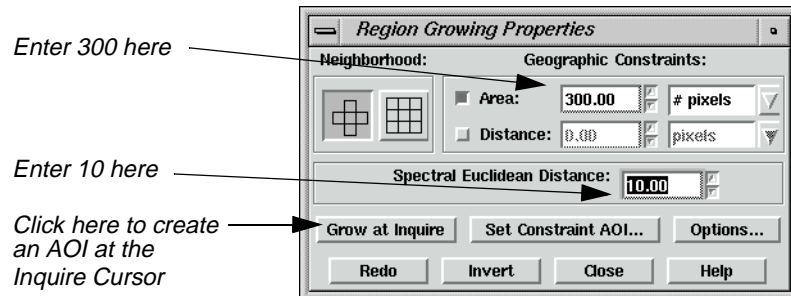 Region Growing Properties
Enter 300 here
Neighborhood: Geographic Constraints:
Area: 300.00 # pixels
Distance: 0.00 pixels
Enter 10 here
Spectral Euclidean Distance: 10.00
Click here to create
an AOI at the
Inquire Cursor
Grow at Inquire Set Constraint AOI... Options...
Redo Invert Close Help